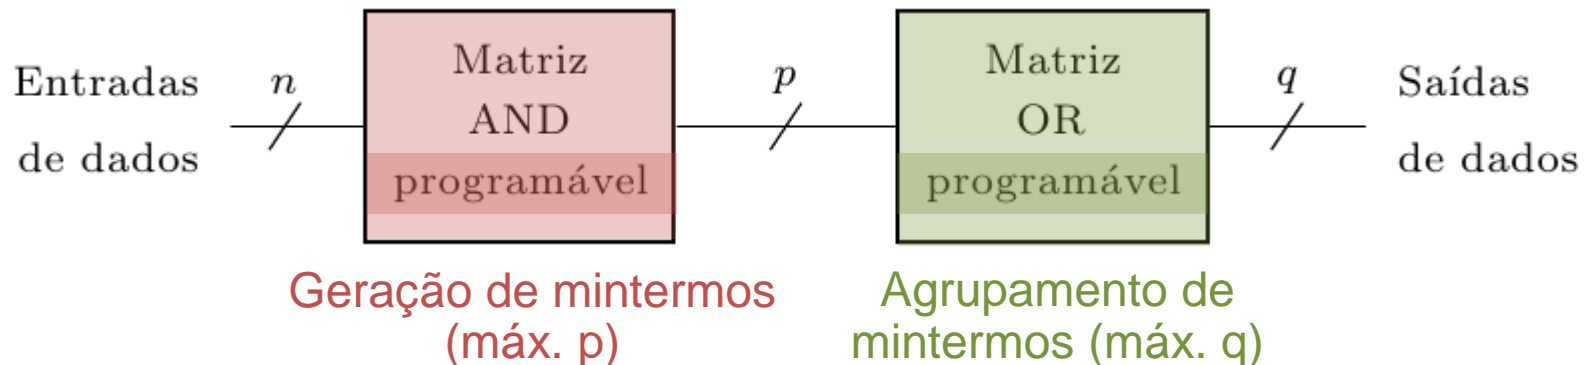 Entradas
de dados
n
Matriz
AND
programável
p
Matriz
OR
programável
q
Saídas
de dados
Geração de mintermos
(máx. p)
Agrupamento de
mintermos (máx. q)